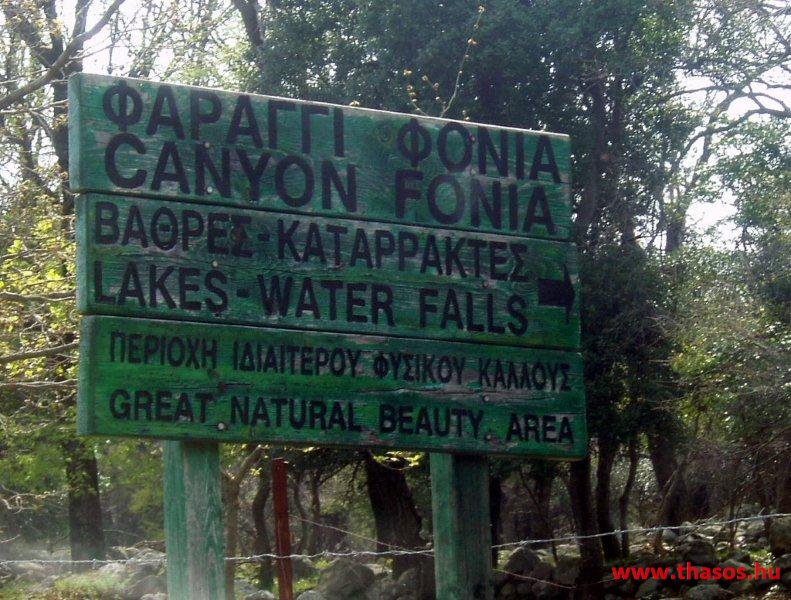 ΦΑΡΑΓΓΙ ΦΟΝΙΑ
CANYON FONIA
ΒΑΘΡΕΣ-ΚΑΤΑΡΡΑΚΤΕΣ
LAKES-WATER FALLS
ΠΕΡΙΟΧΗ ΙΔΙΑΙΤΕΡΟΥ ΦΥΣΙΚΟΥ ΚΑΛΛΟΥΣ
GREAT NATURAL BEAUTY AREA
www.thasos.hu